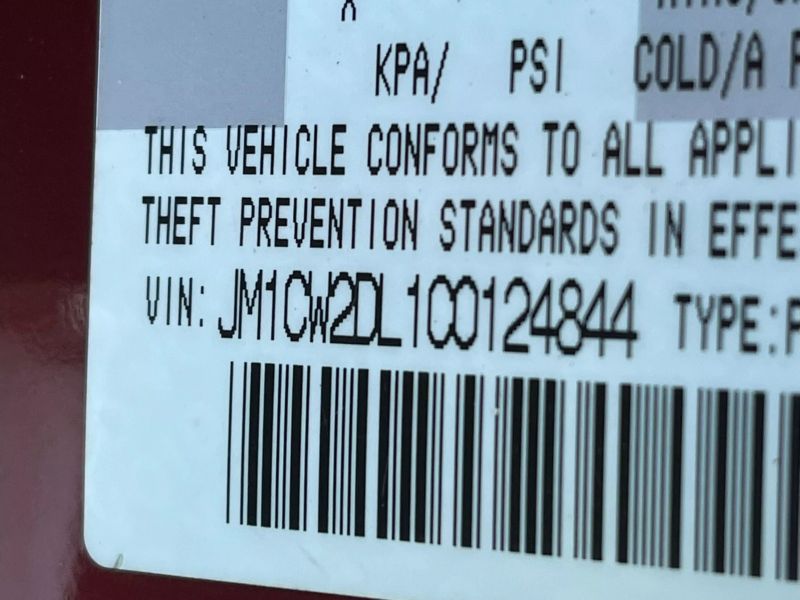 KPA/ PSI COLD/A
THIS VEHICLE CONFORMS TO ALL APPLI
THEFT PREVENTION STANDARDS IN EFFE
VIN: JM1CW2DL1C0124844 TYPE:P